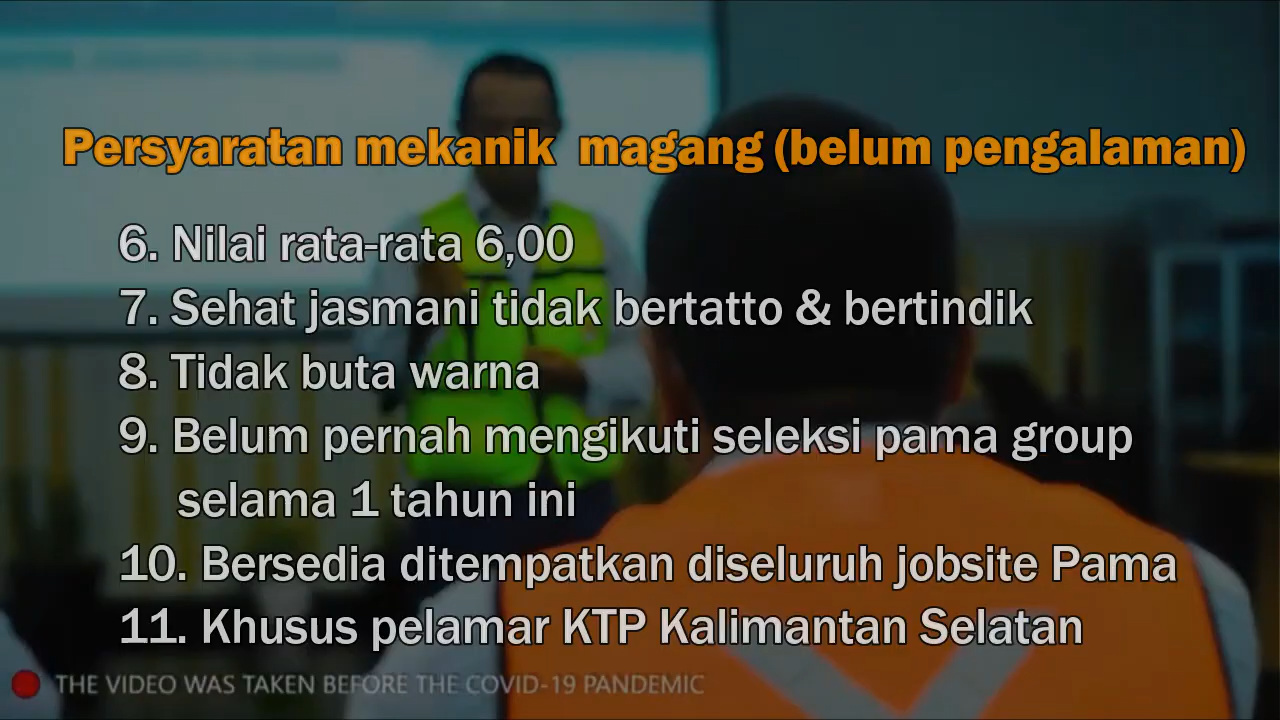 Persyaratan mekanik magang (belum pengalaman)
6. Nilai rata-rata 6,00
7. Sehat jasmani tidak bertatto & bertindik
8. Tidak buta warna
9. Belum pernah mengikuti seleksi pama group
selama 1 tahun ini
10. Bersedia ditempatkan diseluruh jobsite Pama
11. Khusus pelamar KTP Kalimantan Selatan
THE VIDEO WAS TAKEN BEFORE THE COVID-19 PANDEMIC